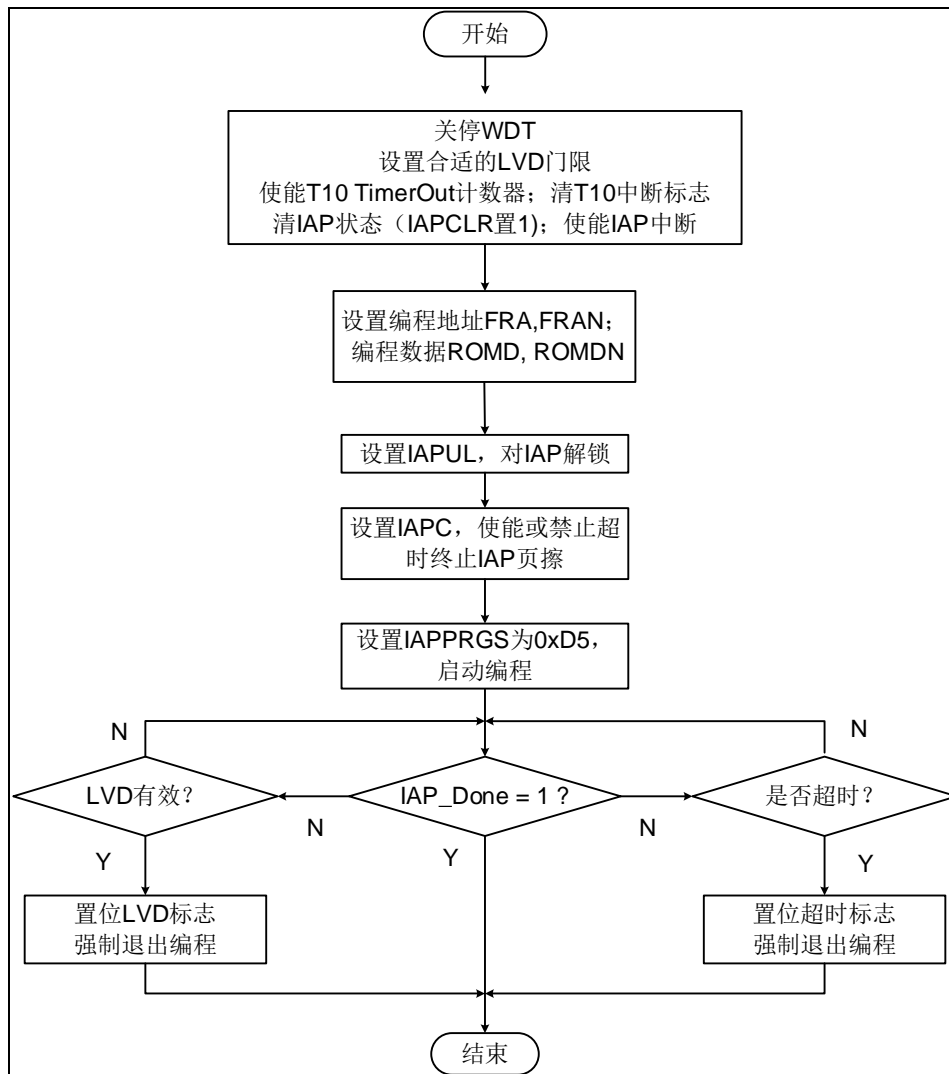 开始
关停WDT
设置合适的LVD门限
使能T10 TimerOut计数器；清T10中断标志
清IAP状态（IAPCLR置1)；使能IAP中断
设置编程地址FRA,FRAN；
编程数据ROMD, ROMDN
设置IAPUL，对IAP解锁
设置IAPC，使能或禁止超
时终止IAP页擦
设置IAPPRGS为0xD5，
启动编程
N
N
LVD有效？
IAP_Done = 1 ?
是否超时？
N
N
Y
Y
Y
置位LVD标志
强制退出编程
置位超时标志
强制退出编程
结束